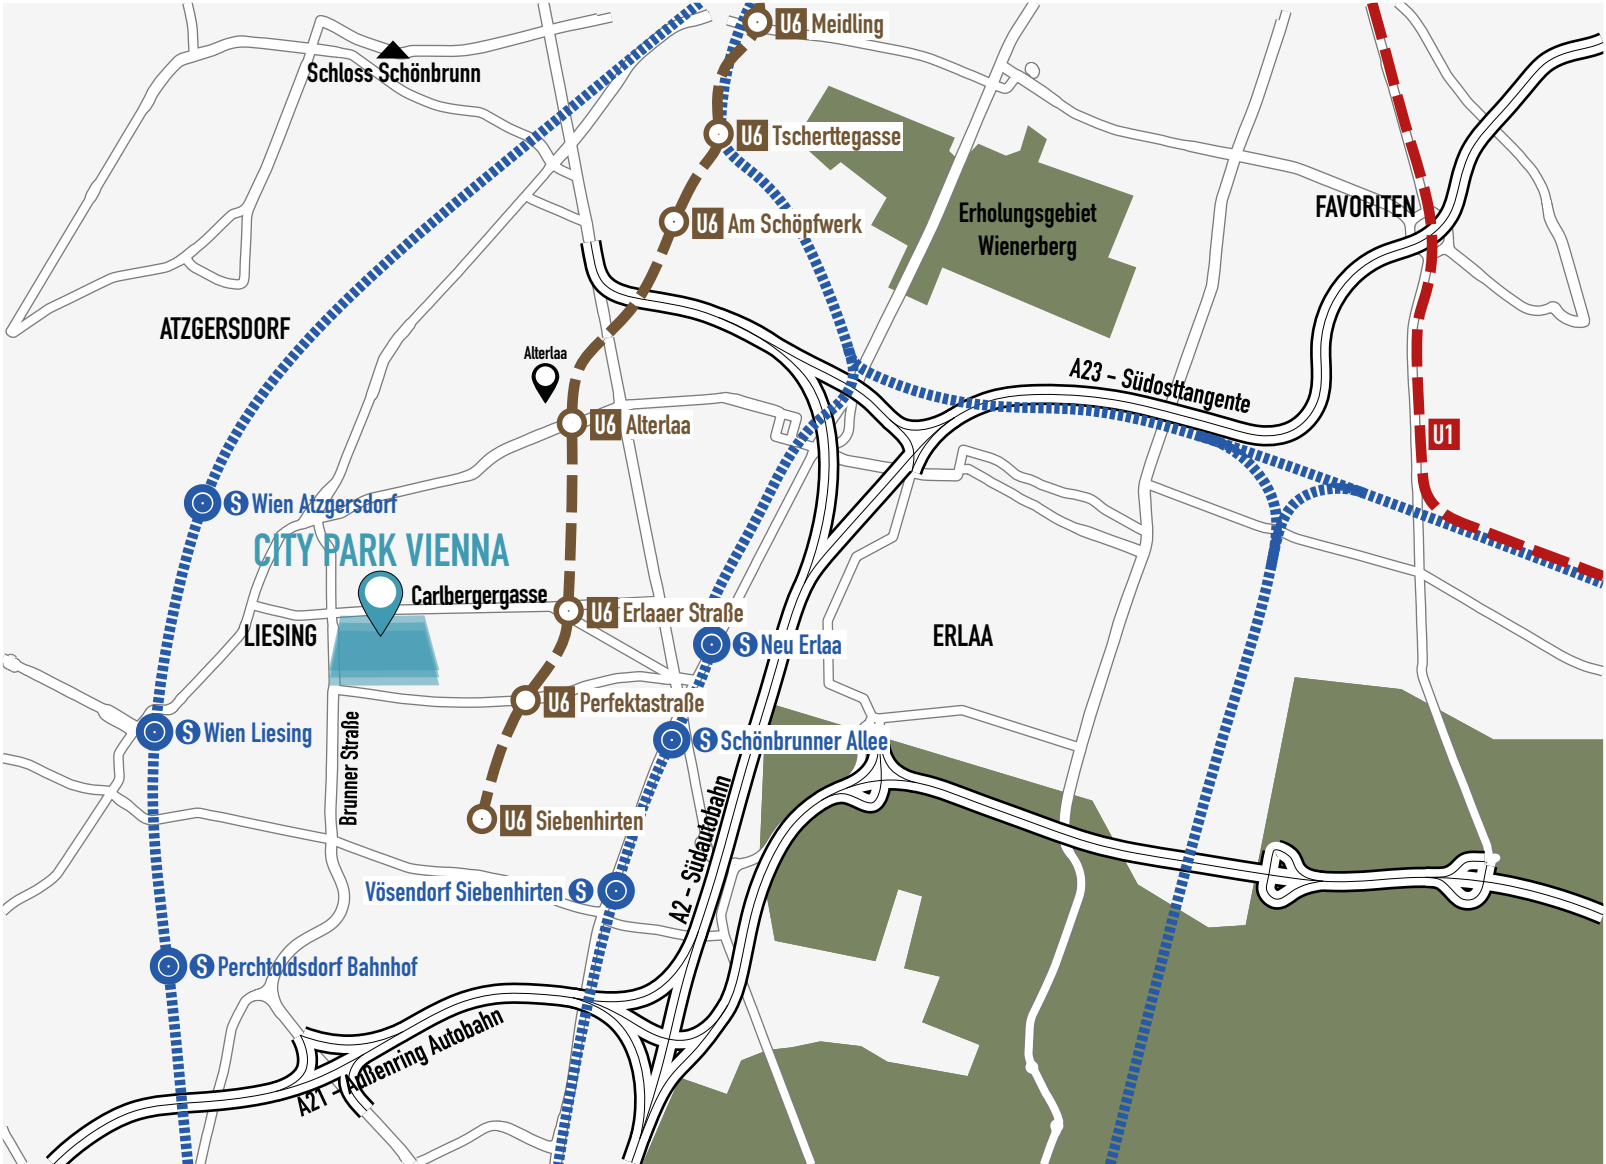 U6 Meidling
Schloss Schönbrunn
U6 Tscherttegasse
FAVORITEN
U6 Am Schöpfwerk
Erholungsgebiet
Wienerberg
ATZGERSDORF
Alterlaa
A23 - Südosttangente
U6 Alterlaa
U1
S Wien Atzgersdorf
CITY PARK VIENNA
Carlbergergasse
U6 Erlaaer Straße
LIESING
S Neu Erlaa
ERLAA
U6 Perfektastraße
S Wien Liesing
Brunner Straße
S Schönbrunner Allee
U6 Siebenhirten
A2 - Südautobahn
Vösendorf Siebenhirten S
S Perchtoldsdorf Bahnhof
A21 - Außenring Autobahn